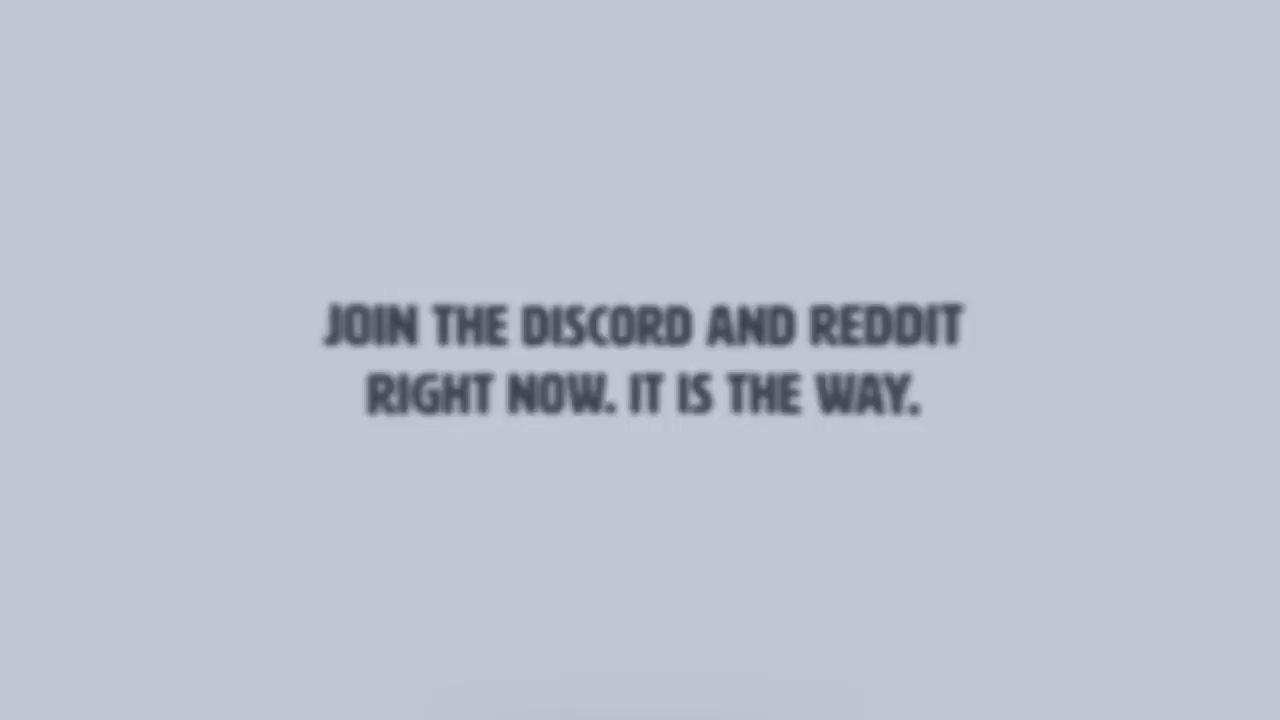 JOIN THE DISCORD AND REDDIT
RIGHT NOW. IT IS THE WAY.